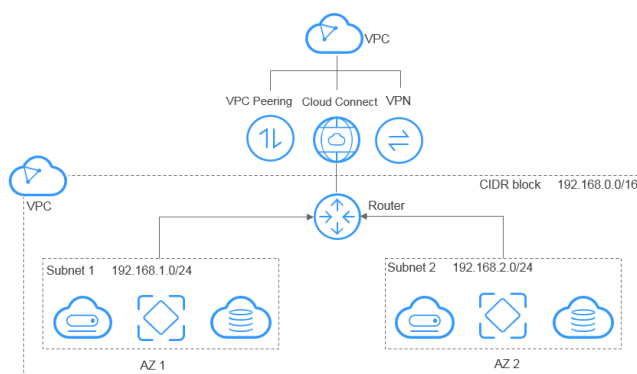 VPC
VPC Peering
Cloud Connect
VPN
VPC
CIDR block 192.168.0.0/16
Router
Subnet 1 192.168.1.0/24
Subnet 2 192.168.2.0/24
AZ 1
AZ 2